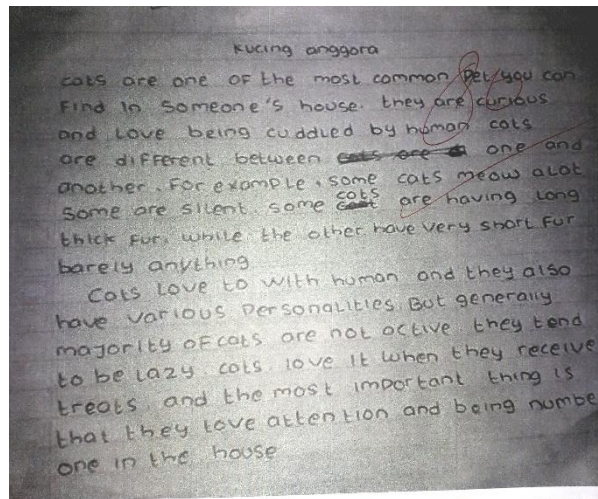 kucing anggora
cats are one of the most common Pet you can
Find In Someone's house. they are curious
and Love being cuddled by human cats
are different between one and
another. For example, some cats meow alot
Some are silent. some cats are having long
thick fur, while the other have very short fur
barely anything
Cats Love to with human and they also
have various Personalities. But generally
majority of cats are not active they tend
to be lazy. cats love It when they receive
treats. and the most important thing is
that they love attention and being numbe
one in the house